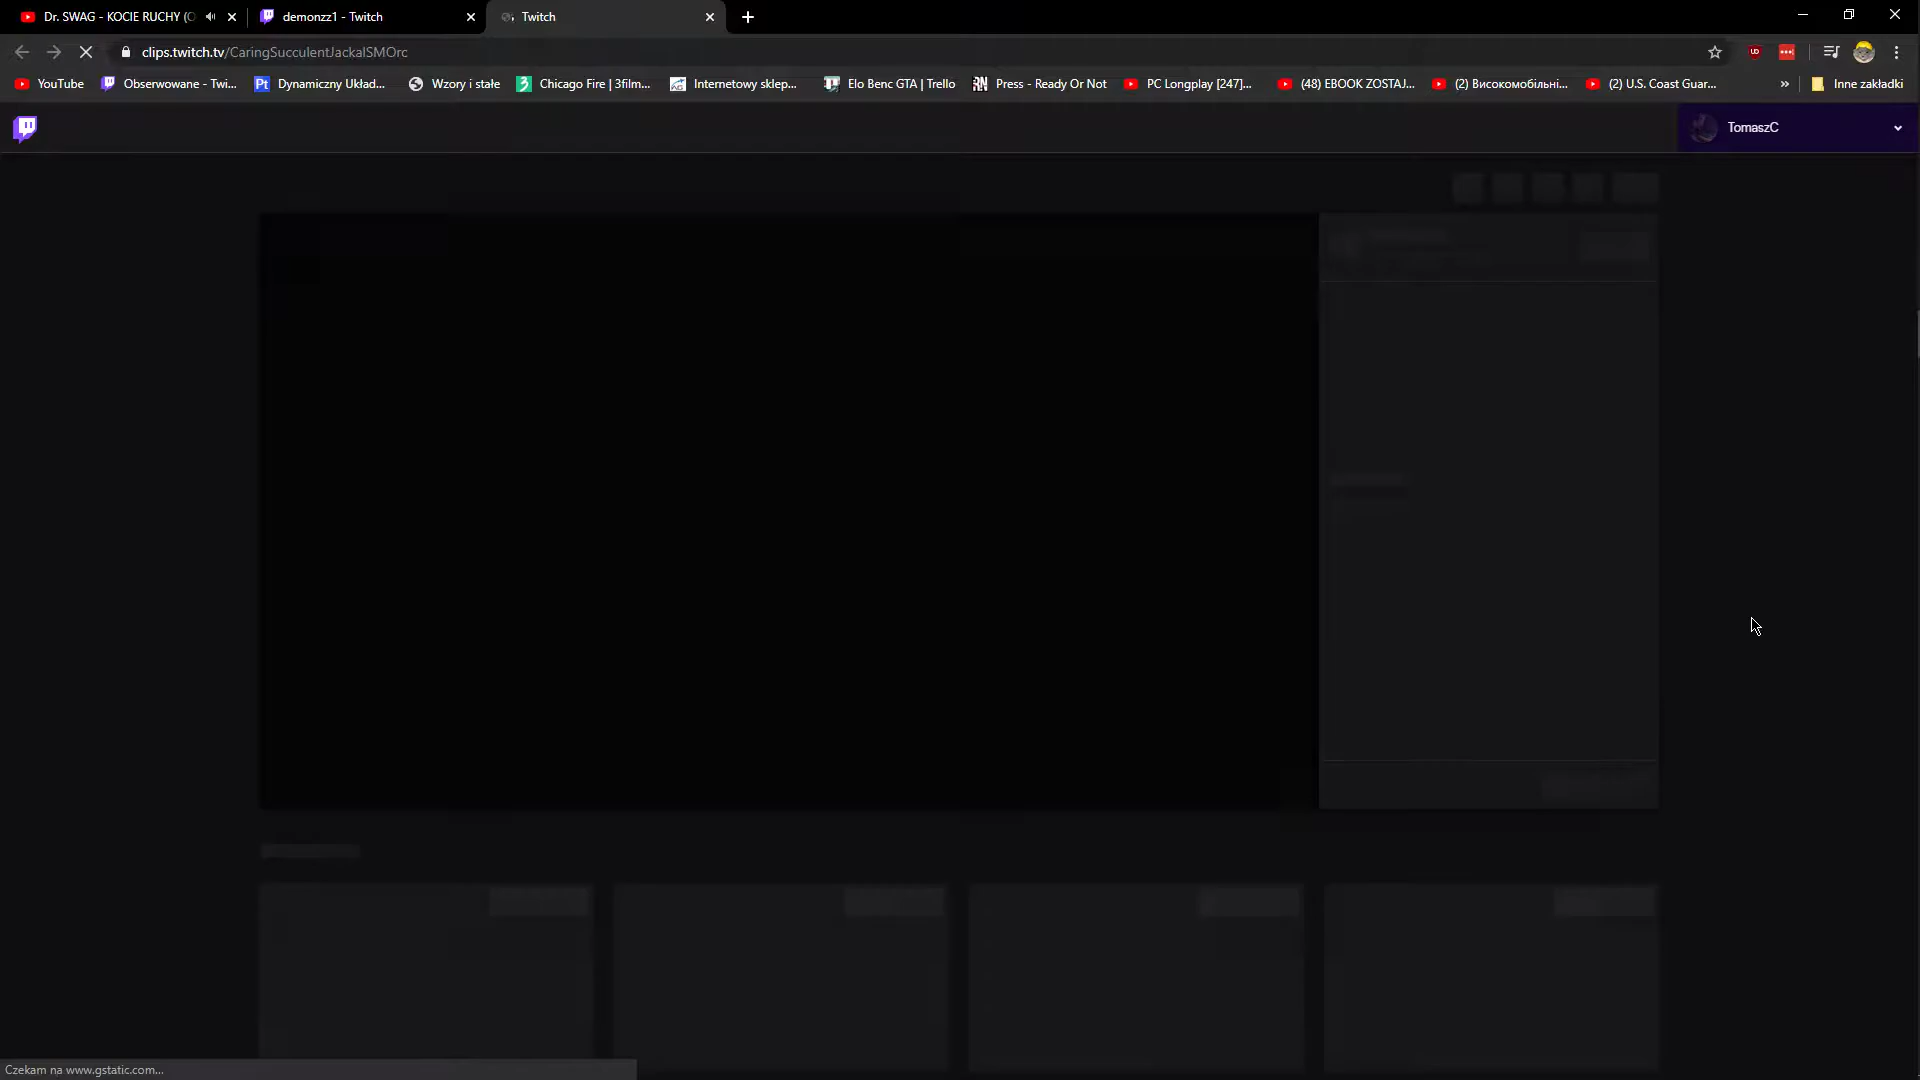 Dr. SWAG - KOCIE RUCHY (O
demonzz1 - Twitch
Twitch
clips.twitch.tv/CaringSucculentJackalSMOrc
YouTube
Obserwowane - Twi...
Dynamiczny Układ...
Wzory i stałe
Chicago Fire | 3film...
Internetowy sklep...
Elo Benc GTA | Trello
Press - Ready Or Not
PC Longplay [247]...
(48) EBOOK ZOSTAJ...
(2) Високомобільні...
(2) U.S. Coast Guar...
»
Inne zakładki
TomaszC
Czekam na www.gstatic.com...